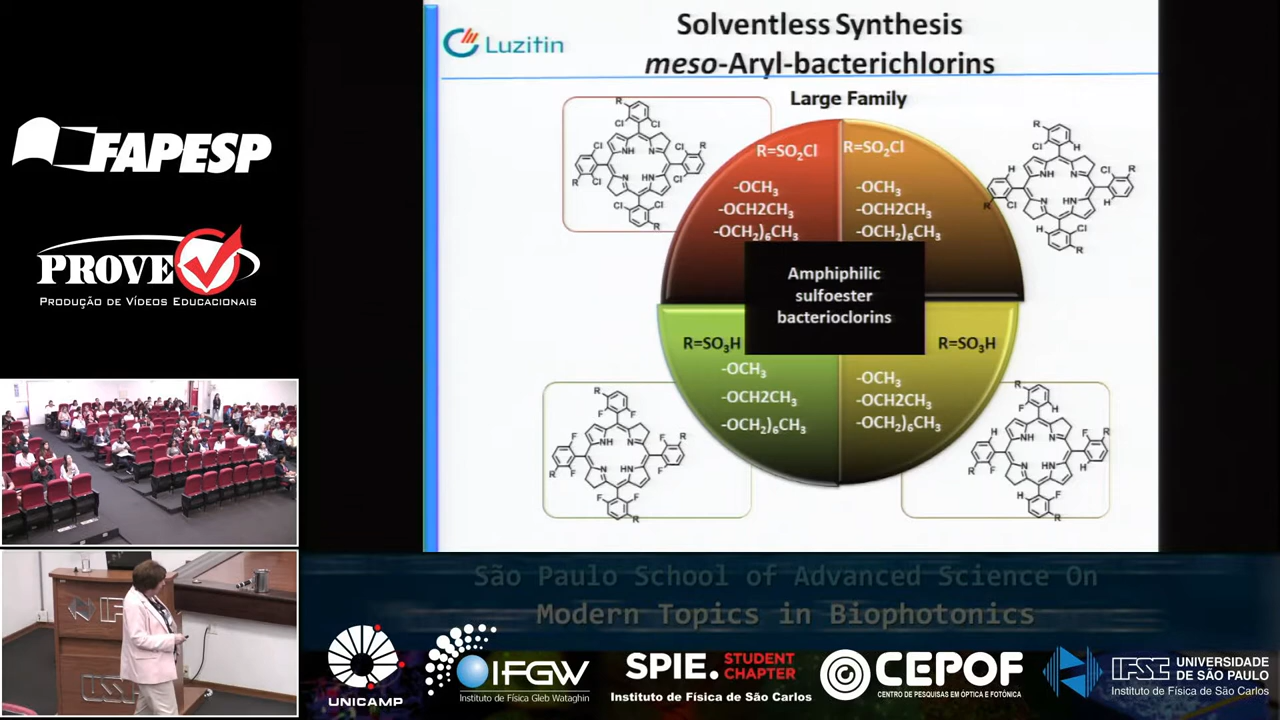 Luzitin
Solventless Synthesis
meso-Aryl-bacterichlorins
Large Family
R=SO2Cl
-OCH3
-OCH2CH3
-OCH2)6CH3
R=SO2Cl
-OCH3
-OCH2CH3
-OCH2)6CH3
Amphiphilic
sulfoester
bacterioclorins
R=SO3H
-OCH3
-OCH2CH3
-OCH2)6CH3
R=SO3H
-OCH3
-OCH2CH3
-OCH2)6CH3
FAPESP
PROVE
PRODUÇÃO DE VÍDEOS EDUCACIONAIS
São Paulo School of Advanced Science On
Modern Topics in Biophotonics
UNICAMP
IFGW
Instituto de Física Gleb Wataghin
SPIE. STUDENT
CHAPTER
Instituto de Física de São Carlos
CEPOF
CENTRO DE PESQUISAS EM ÓPTICA E FOTÔNICA
IFSC UNIVERSIDADE
DE SÃO PAULO
Instituto de Física de São Carlos